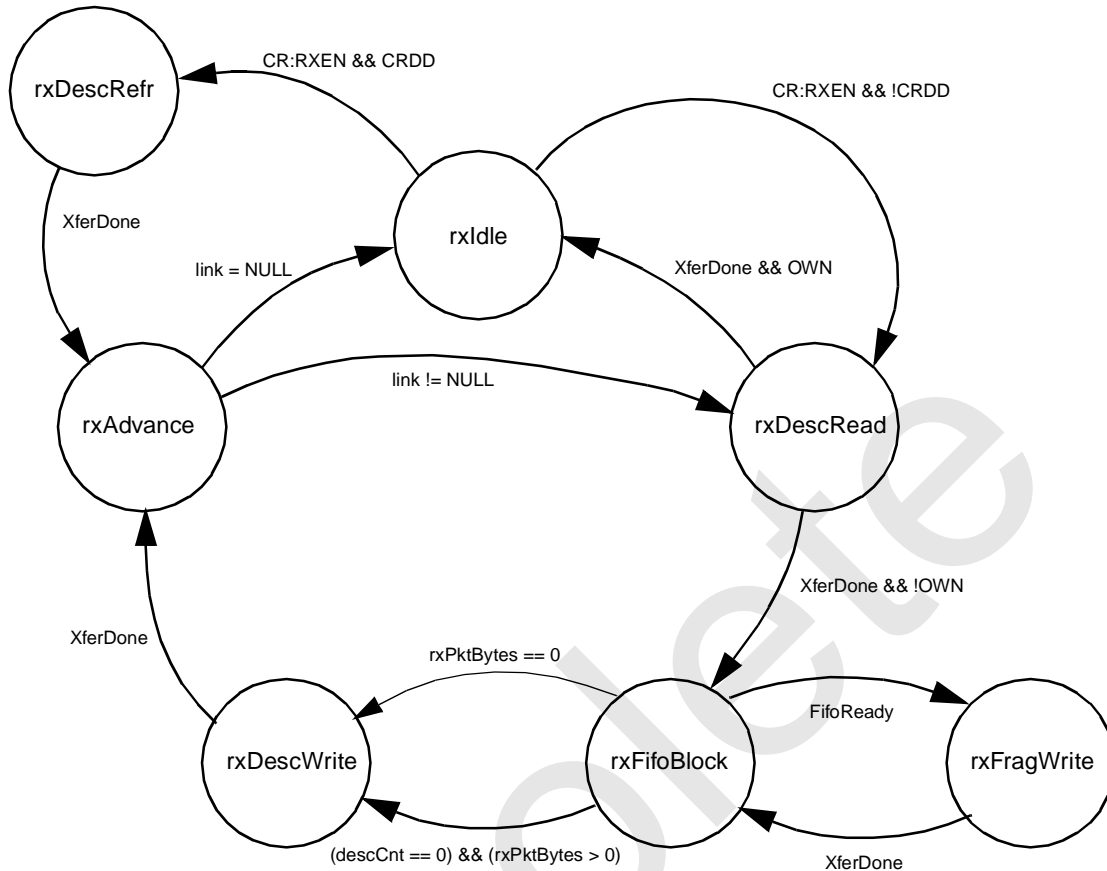 CR:RXEN && CRDD
rxDescRefr
CR:RXEN && !CRDD
XferDone
rxIdle
link = NULL
XferDone && OWN
link != NULL
rxAdvance
rxDescRead
XferDone && !OWN
XferDone
rxPktBytes == 0
FifoReady
rxDescWrite
rxFifoBlock
rxFragWrite
(descCnt == 0) && (rxPktBytes > 0)
XferDone
olete